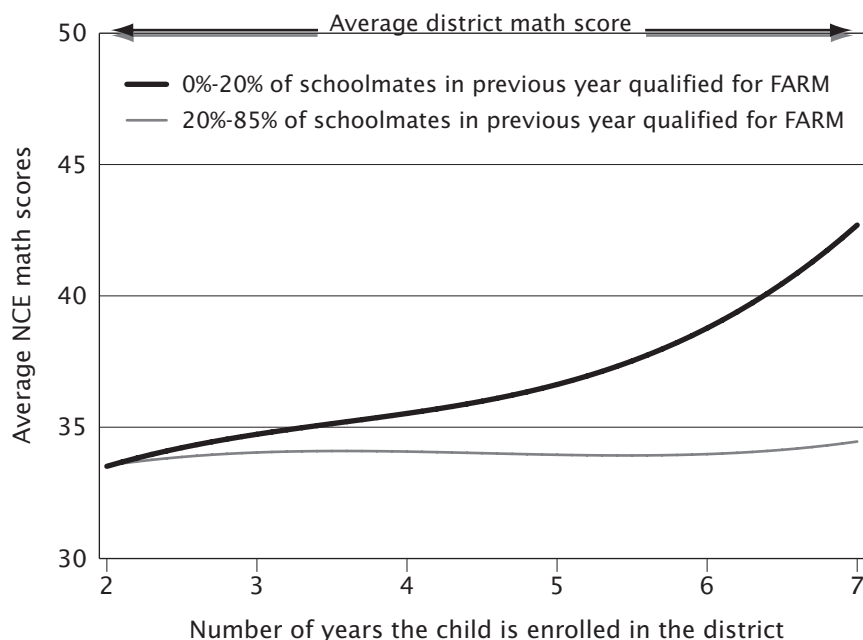 Average district math score
0%-20% of schoolmates in previous year qualified for FARM
20%-85% of schoolmates in previous year qualified for FARM
Average NCE math scores
50
45
40
35
30
2 3 4 5 6 7
Number of years the child is enrolled in the district